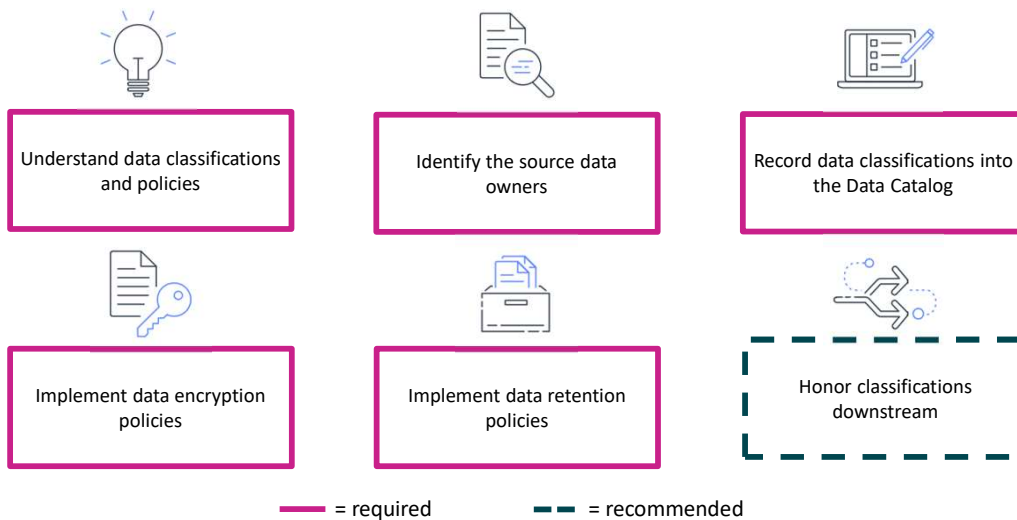 Understand data classifications
and policies
Identify the source data
owners
Record data classifications into
the Data Catalog
Implement data encryption
policies
Implement data retention
policies
Honor classifications
downstream
= required
= recommended